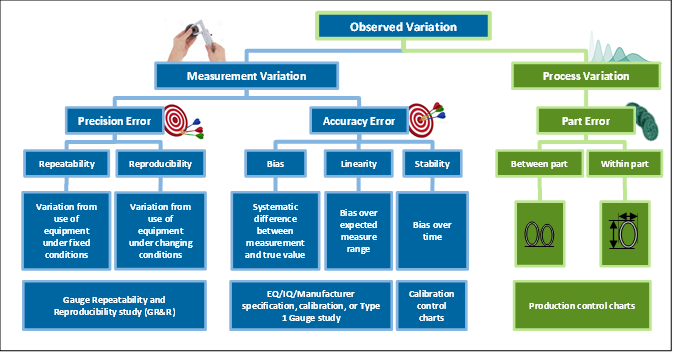 Observed Variation
Measurement Variation
Process Variation
Precision Error
Accuracy Error
Part Error
Repeatability
Reproducibility
Bias
Linearity
Stability
Between part
Within part
Variation from
use of
equipment
under fixed
conditions
Variation from
use of
equipment
under changing
conditions
Systematic
difference
between
measurement
and true value
Bias over
expected
measure
range
Bias over
time
Gauge Repeatability and
Reproducibility study (GR&R)
EQ/IQ/Manufacturer
specification, calibration, or Type
1 Gauge study
Calibration
control
charts
Production control charts